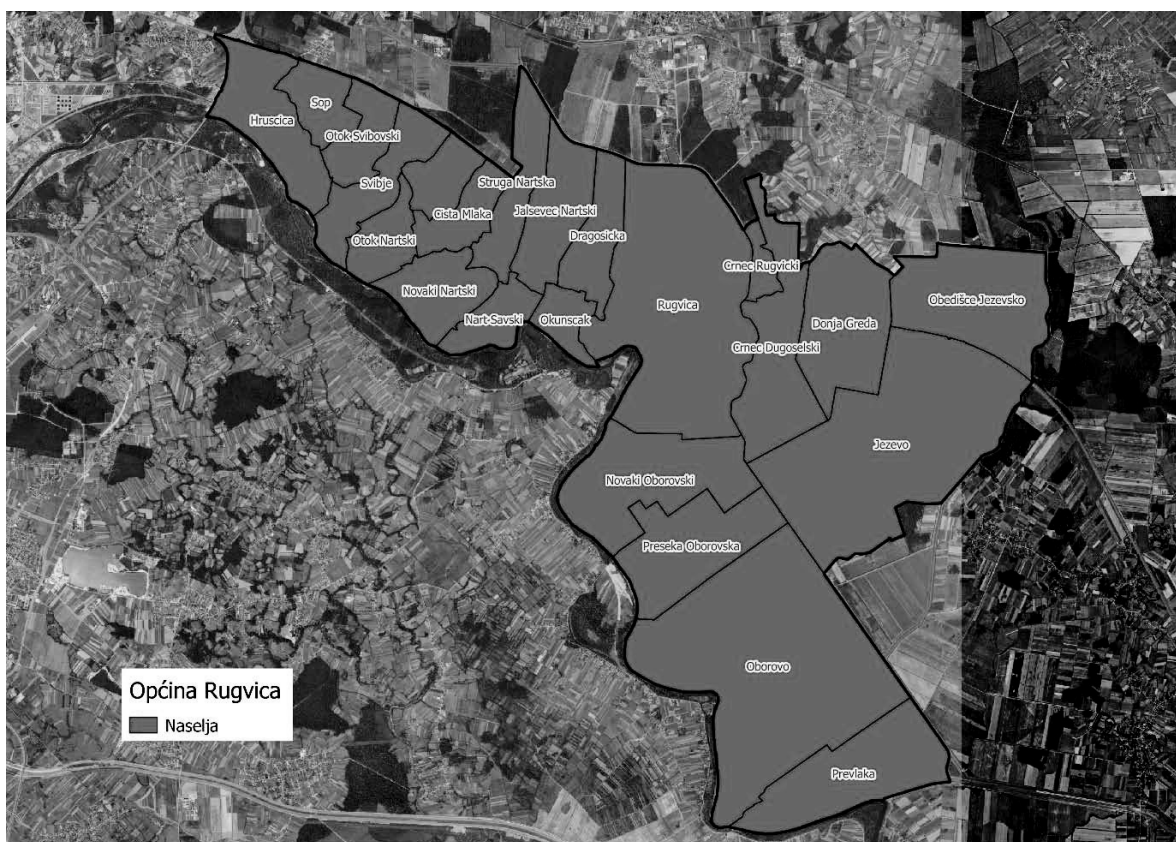 Sop
Hruscica
Otok Svibovski
Svibje
Struga Nartska
Cista Mlaka
Jalsevec Nartski
Dragosicka
Otok Nartski
Crnec Rugvicki
Novaki Nartski
Obedišce Jezevsko
Rugvica
Nart-Savski
Okunscak
Donja Greda
Crnec Dugoselski
Jezevo
Novaki Oborovski
Preseka Oborovska
Oborovo
Prevlaka
Općina Rugvica
Naselja